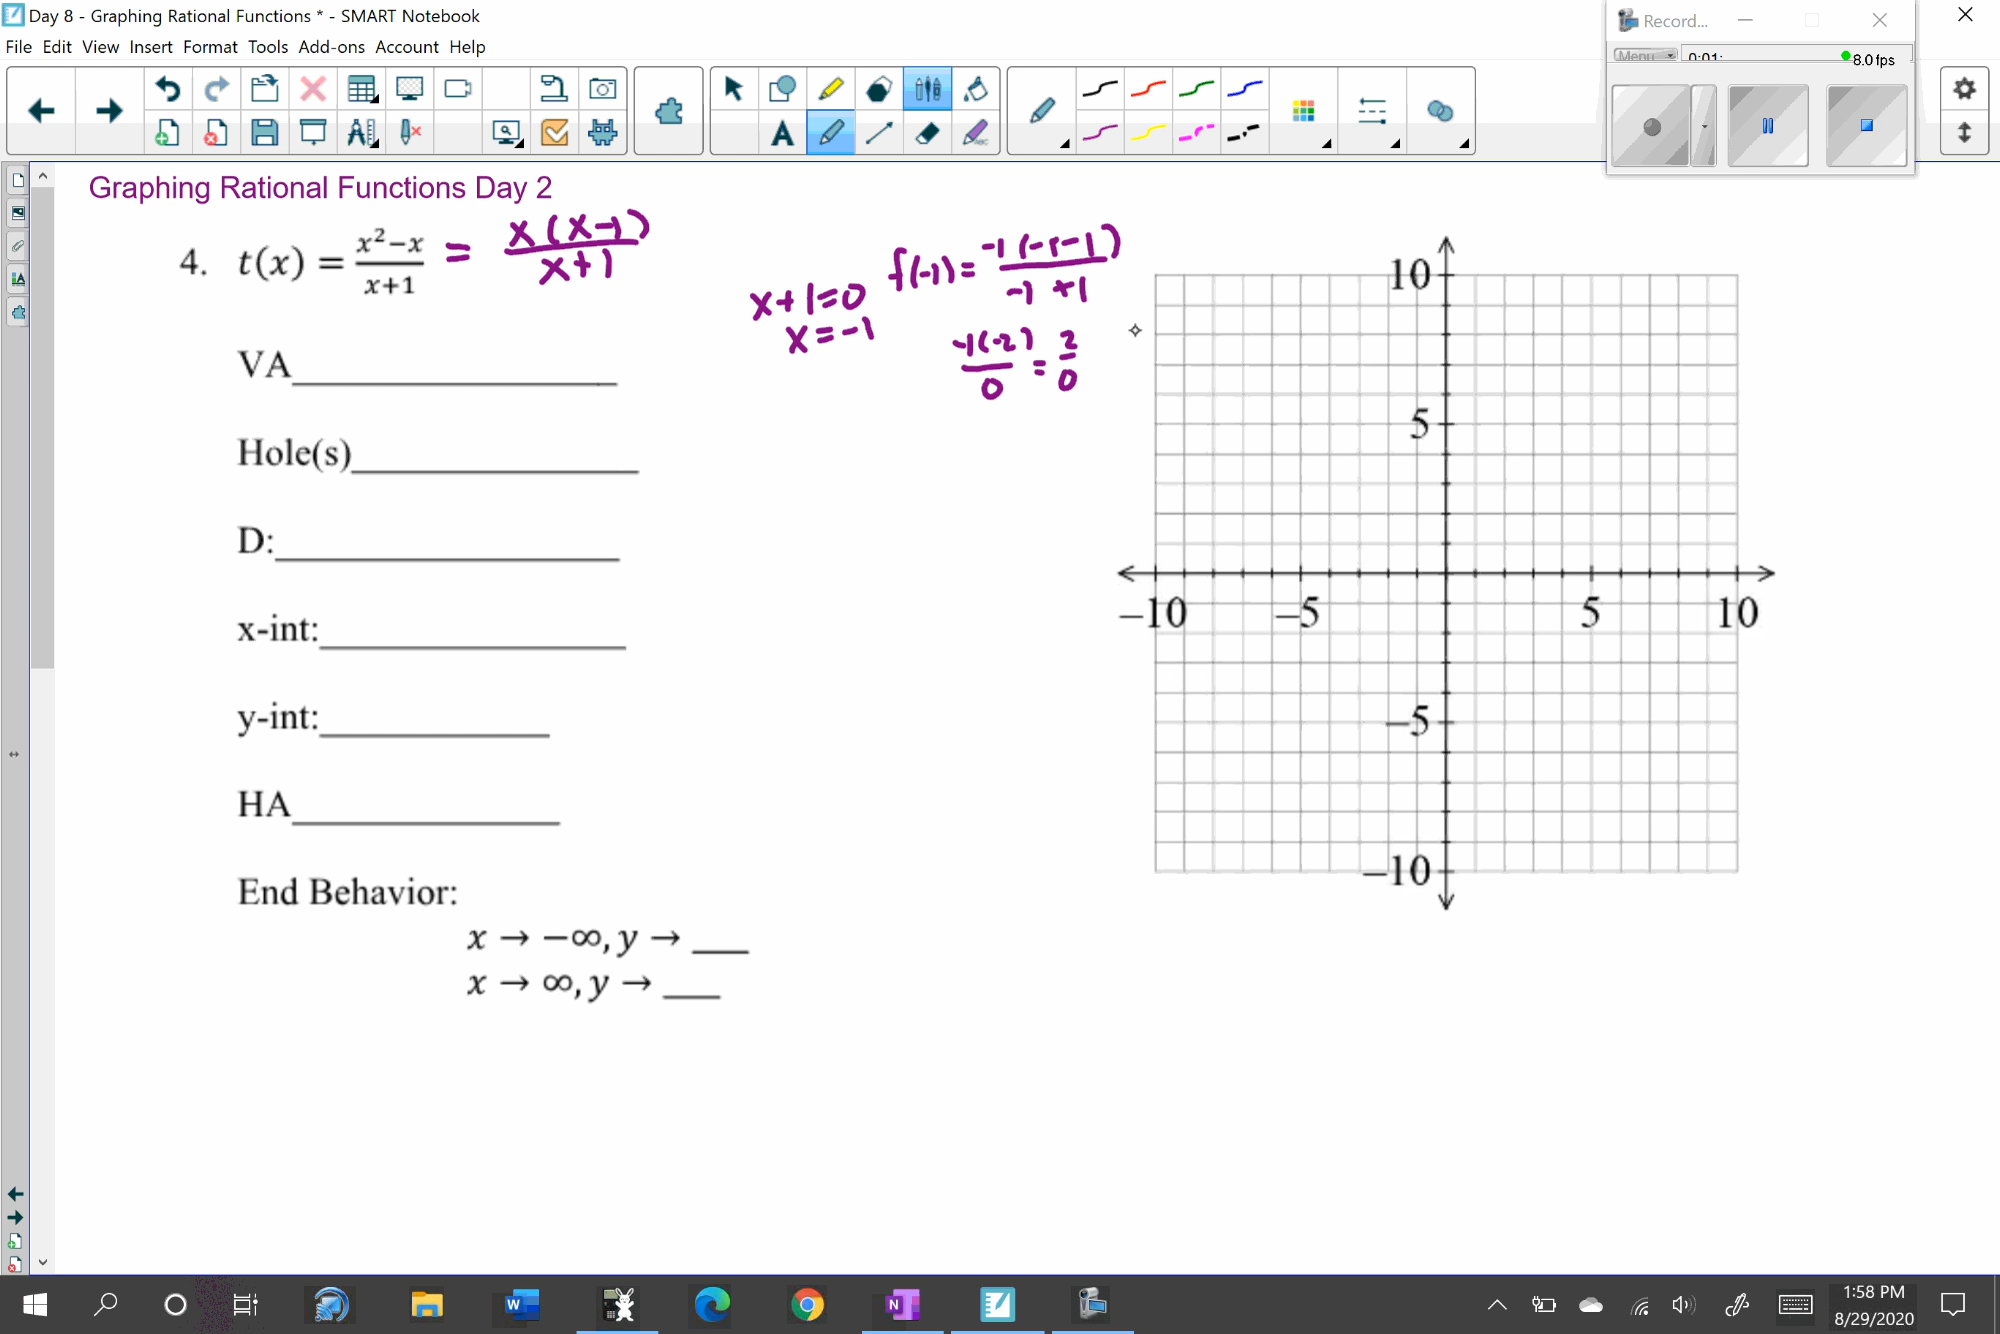 Day 8 - Graphing Rational Functions * - SMART Notebook
File Edit View Insert Format Tools Add-ons Account Help
Record...
Menu 0:01: 8.0 fps
Graphing Rational Functions Day 2
4. t(x) = (x² − x)/(x+1) = x(x-1)/(x+1)
x+1=0
x=-1
f(-1) = -1(-1-1)/(-1+1)
-1(-2)/0 = 2/0
VA
Hole(s)
D:
x-int:
y-int:
HA
End Behavior:
x → −∞, y →
x → ∞, y →
10
5
−10 −5 5 10
−5
−10
1:58 PM
8/29/2020